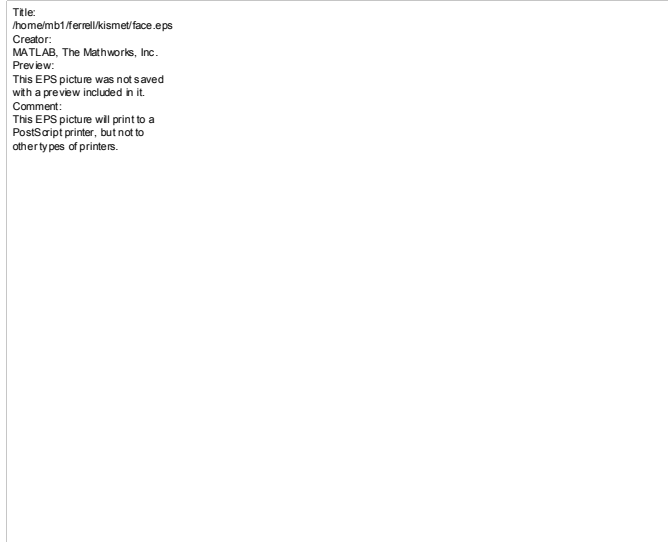 Title:
/home/mb1/ferrell/kismet/face.eps
Creator:
MATLAB, The Mathworks, Inc.
Preview:
This EPS picture was not saved
with a preview included in it.
Comment:
This EPS picture will print to a
PostScript printer, but not to
other types of printers.